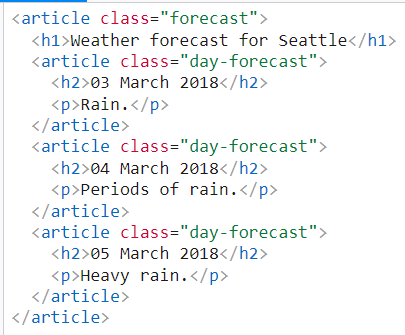 <article class="forecast">
  <h1>Weather forecast for Seattle</h1>
  <article class="day-forecast">
    <h2>03 March 2018</h2>
    <p>Rain.</p>
  </article>
  <article class="day-forecast">
    <h2>04 March 2018</h2>
    <p>Periods of rain.</p>
  </article>
  <article class="day-forecast">
    <h2>05 March 2018</h2>
    <p>Heavy rain.</p>
  </article>
</article>